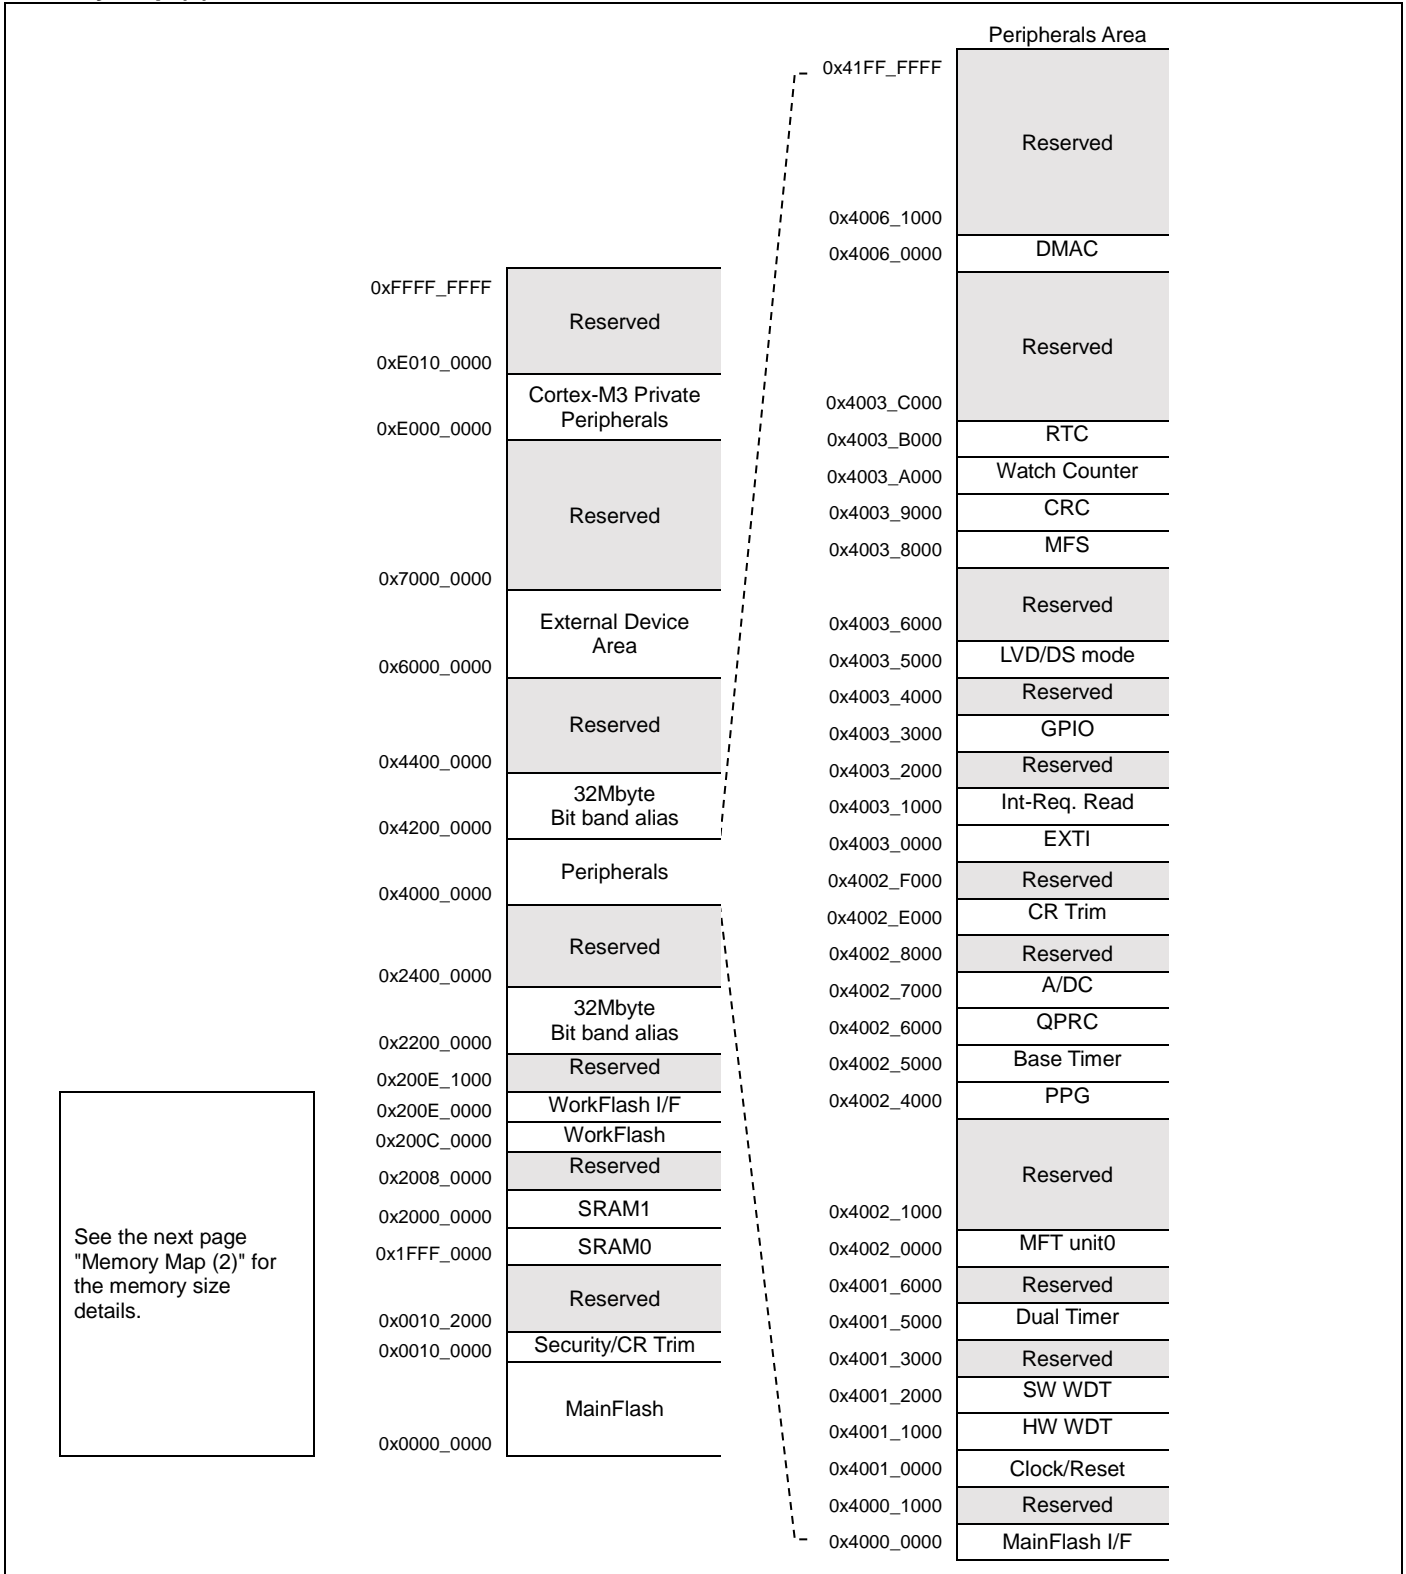 Peripherals Area
0x41FF_FFFF
Reserved
0x4006_1000
0x4006_0000 DMAC
Reserved
0x4003_C000
0x4003_B000 RTC
0x4003_A000 Watch Counter
0x4003_9000 CRC
0x4003_8000 MFS
Reserved
0x4003_6000
0x4003_5000 LVD/DS mode
0x4003_4000 Reserved
0x4003_3000 GPIO
0x4003_2000 Reserved
0x4003_1000 Int-Req. Read
0x4003_0000 EXTI
0x4002_F000 Reserved
0x4002_E000 CR Trim
0x4002_8000 Reserved
0x4002_7000 A/DC
0x4002_6000 QPRC
0x4002_5000 Base Timer
0x4002_4000 PPG
Reserved
0x4002_1000
0x4002_0000 MFT unit0
0x4001_6000 Reserved
0x4001_5000 Dual Timer
0x4001_3000 Reserved
0x4001_2000 SW WDT
0x4001_1000 HW WDT
0x4001_0000 Clock/Reset
0x4000_1000 Reserved
0x4000_0000 MainFlash I/F
0xFFFF_FFFF
Reserved
0xE010_0000
Cortex-M3 Private
Peripherals
0xE000_0000
Reserved
0x7000_0000
External Device
Area
0x6000_0000
Reserved
0x4400_0000
32Mbyte
Bit band alias
0x4200_0000
Peripherals
0x4000_0000
Reserved
0x2400_0000
32Mbyte
Bit band alias
0x2200_0000
0x200E_1000 Reserved
0x200E_0000 WorkFlash I/F
0x200C_0000 WorkFlash
0x2008_0000 Reserved
0x2000_0000 SRAM1
0x1FFF_0000 SRAM0
Reserved
0x0010_2000
0x0010_0000 Security/CR Trim
MainFlash
0x0000_0000
See the next page
"Memory Map (2)" for
the memory size
details.